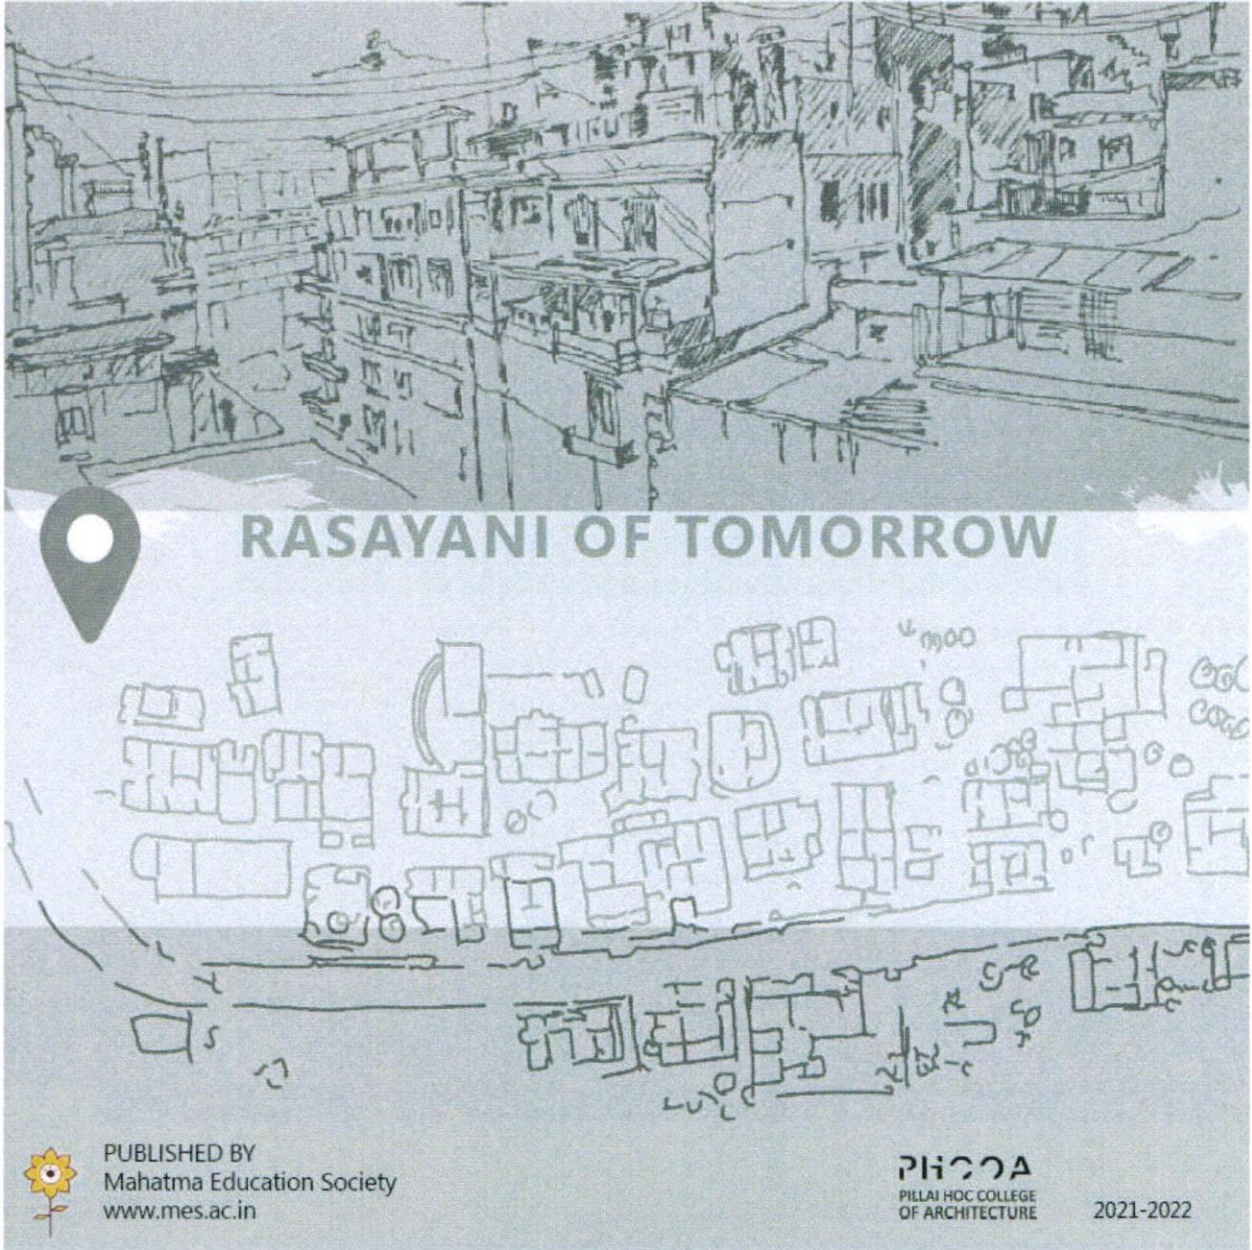 RASAYANI OF TOMORROW
PUBLISHED BY
Mahatma Education Society
www.mes.ac.in
PHCOA
PILLAI HOC COLLEGE
OF ARCHITECTURE
2021-2022